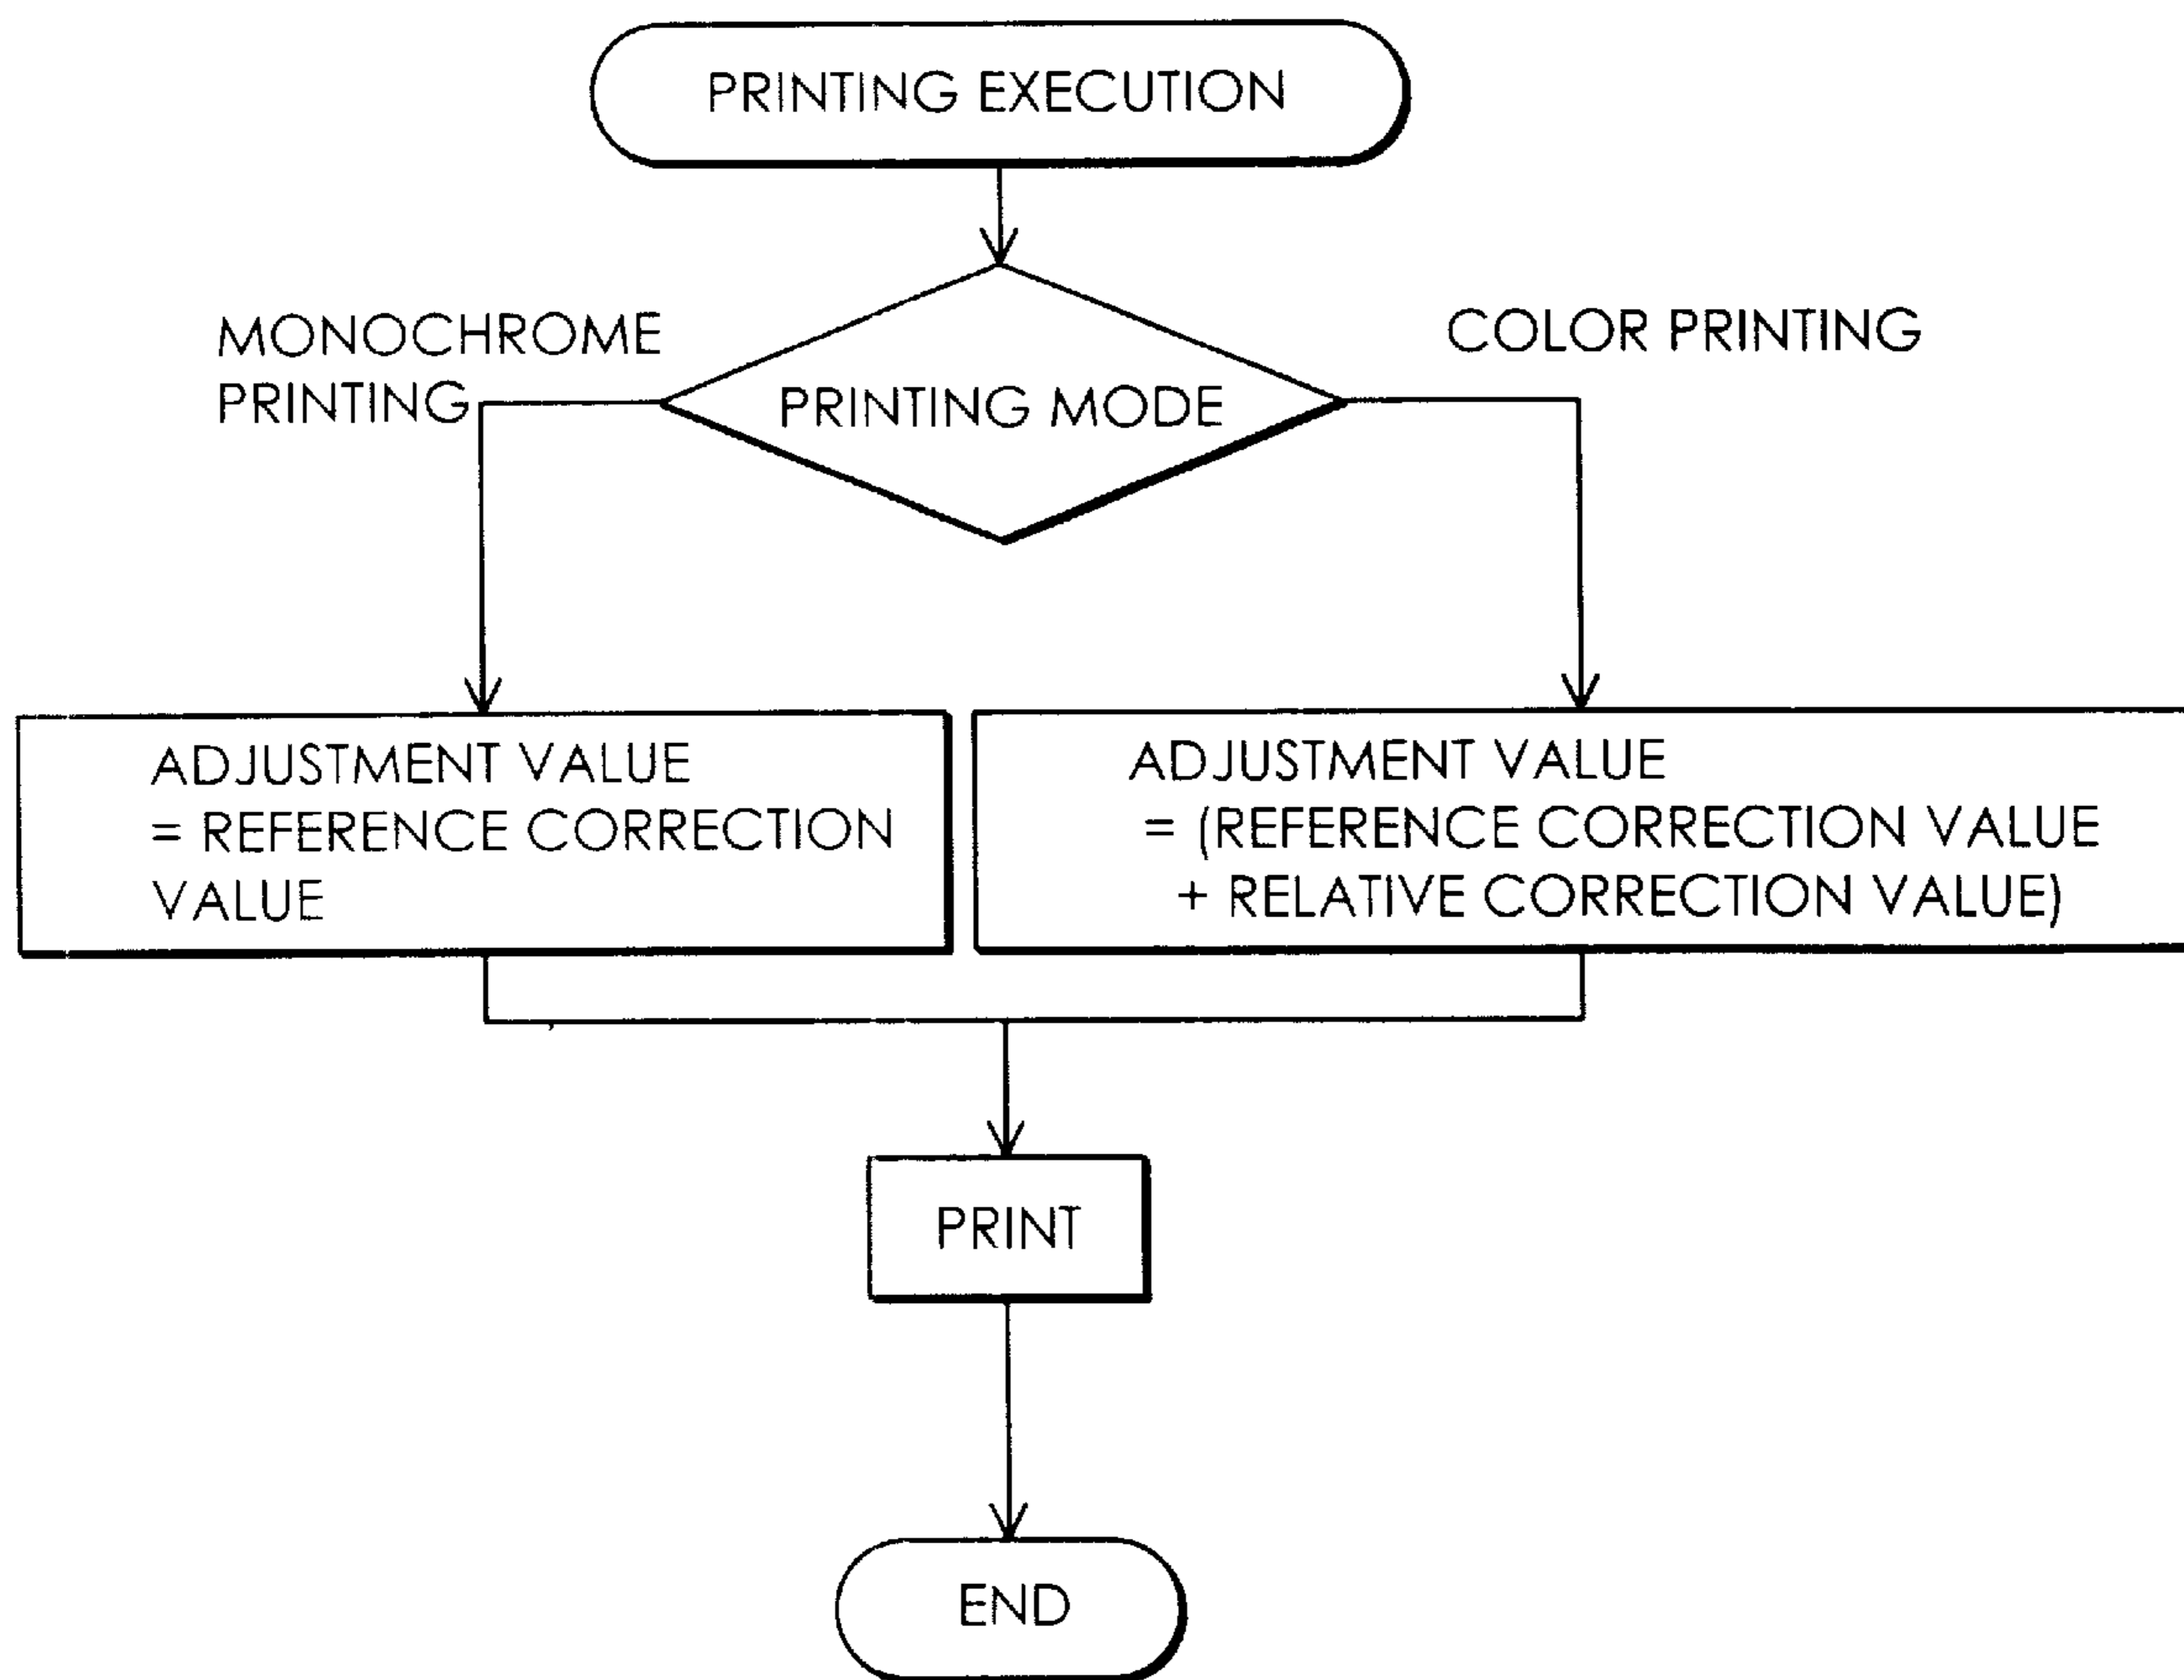 PRINTING EXECUTION
MONOCHROME
PRINTING
PRINTING MODE
COLOR PRINTING
ADJUSTMENT VALUE
= REFERENCE CORRECTION
VALUE
ADJUSTMENT VALUE
= (REFERENCE CORRECTION VALUE
+ RELATIVE CORRECTION VALUE)
PRINT
END